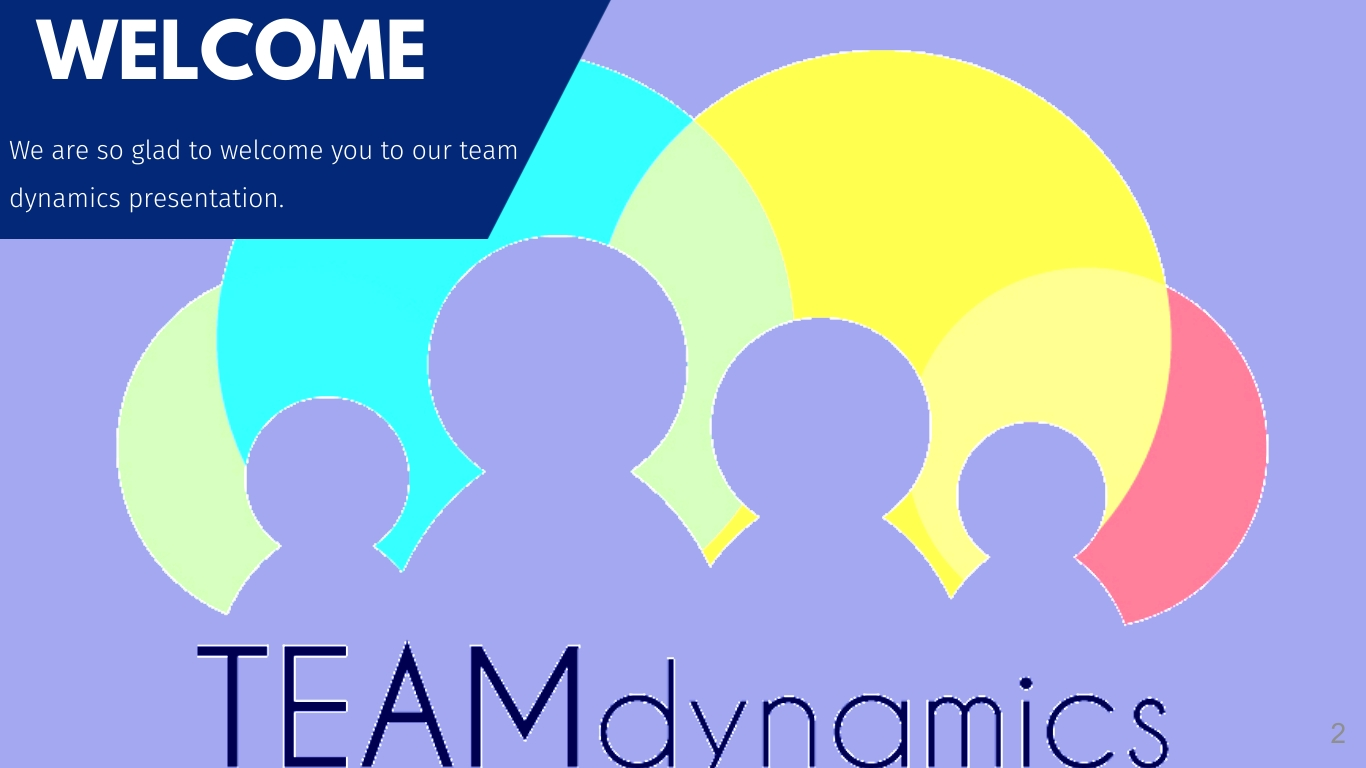 WELCOME
We are so glad to welcome you to our team
dynamics presentation.
TEAMdynamics
2